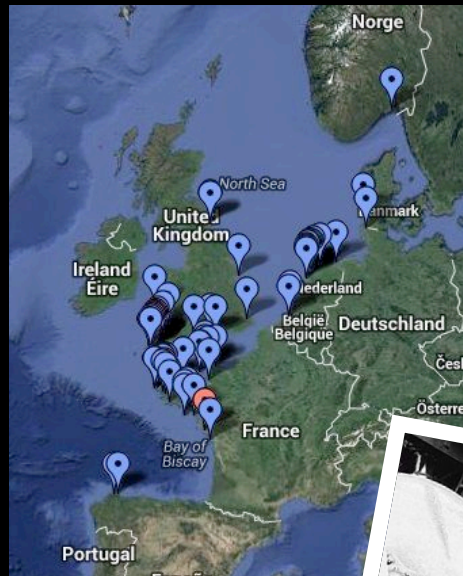 Norge
North Sea
United
Kingdom
Danmark
Ireland
Éire
Nederland
België
Belgique
Deutschland
Österre
France
Bay of
Biscay
Portugal